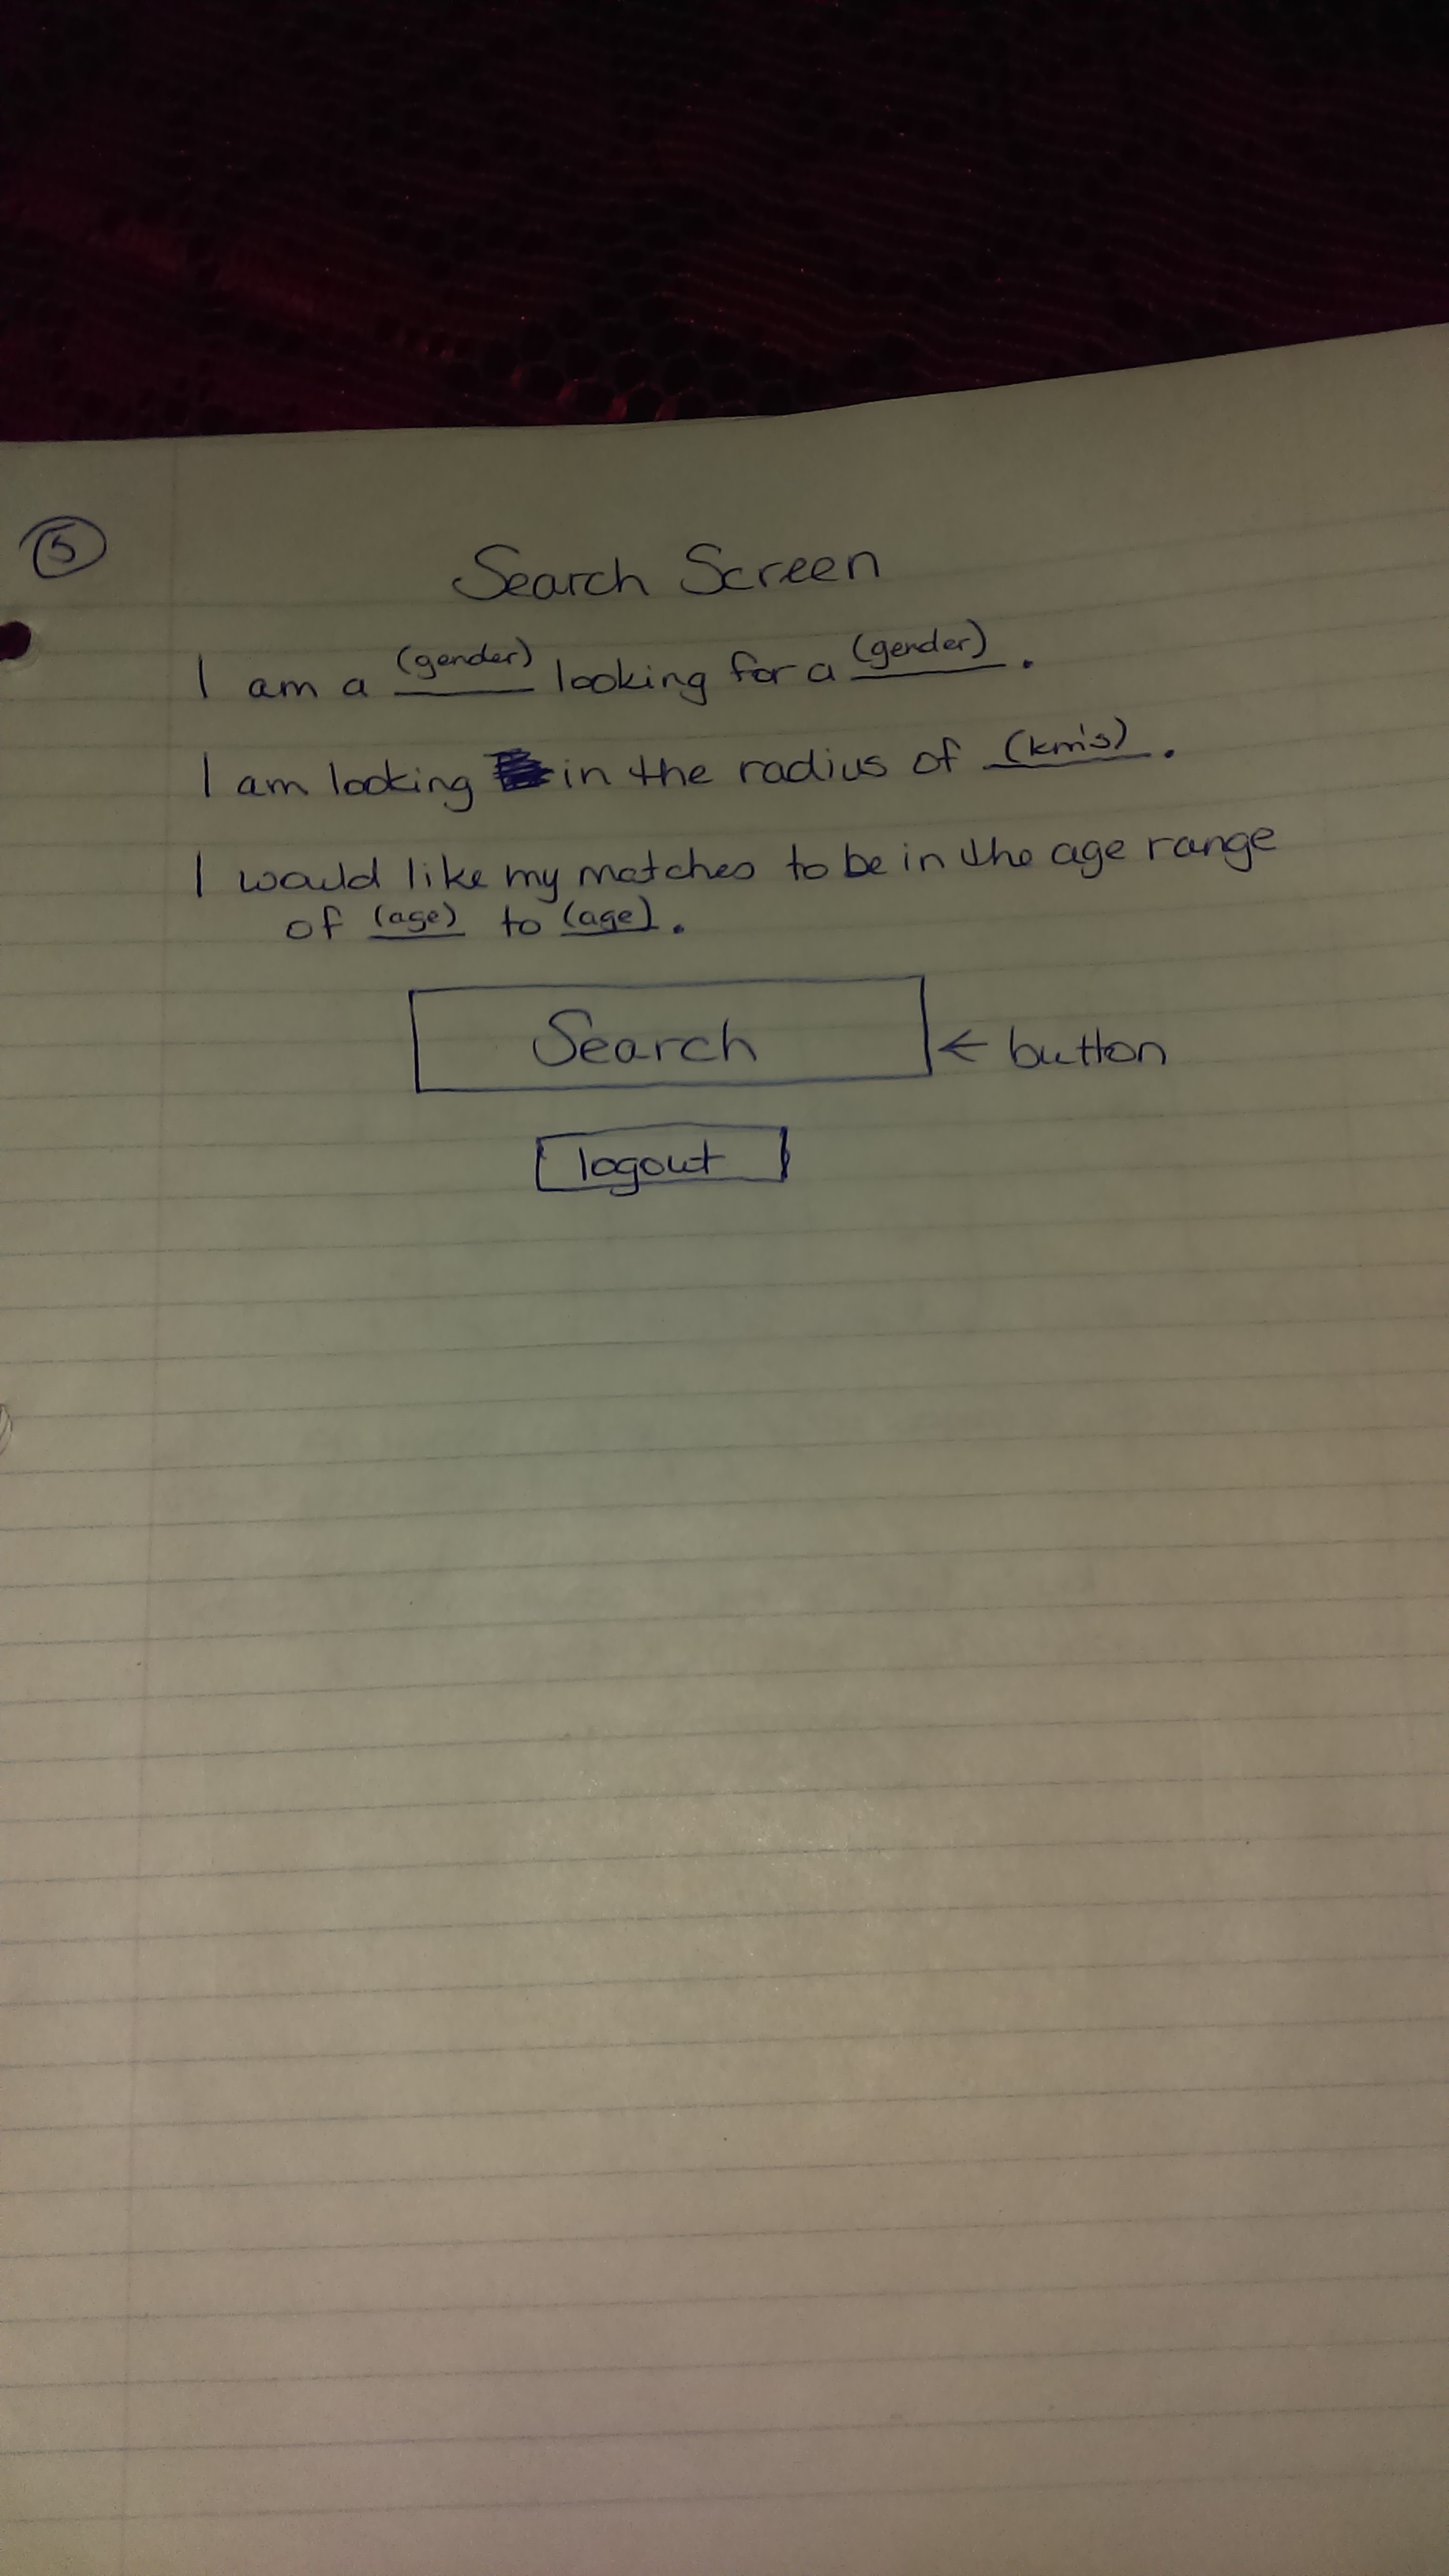 5
Search Screen
I am a (gender) looking for a (gender).
I am looking in the radius of (km's).
I would like my matches to be in the age range
of (age) to (age).
Search ← button
logout